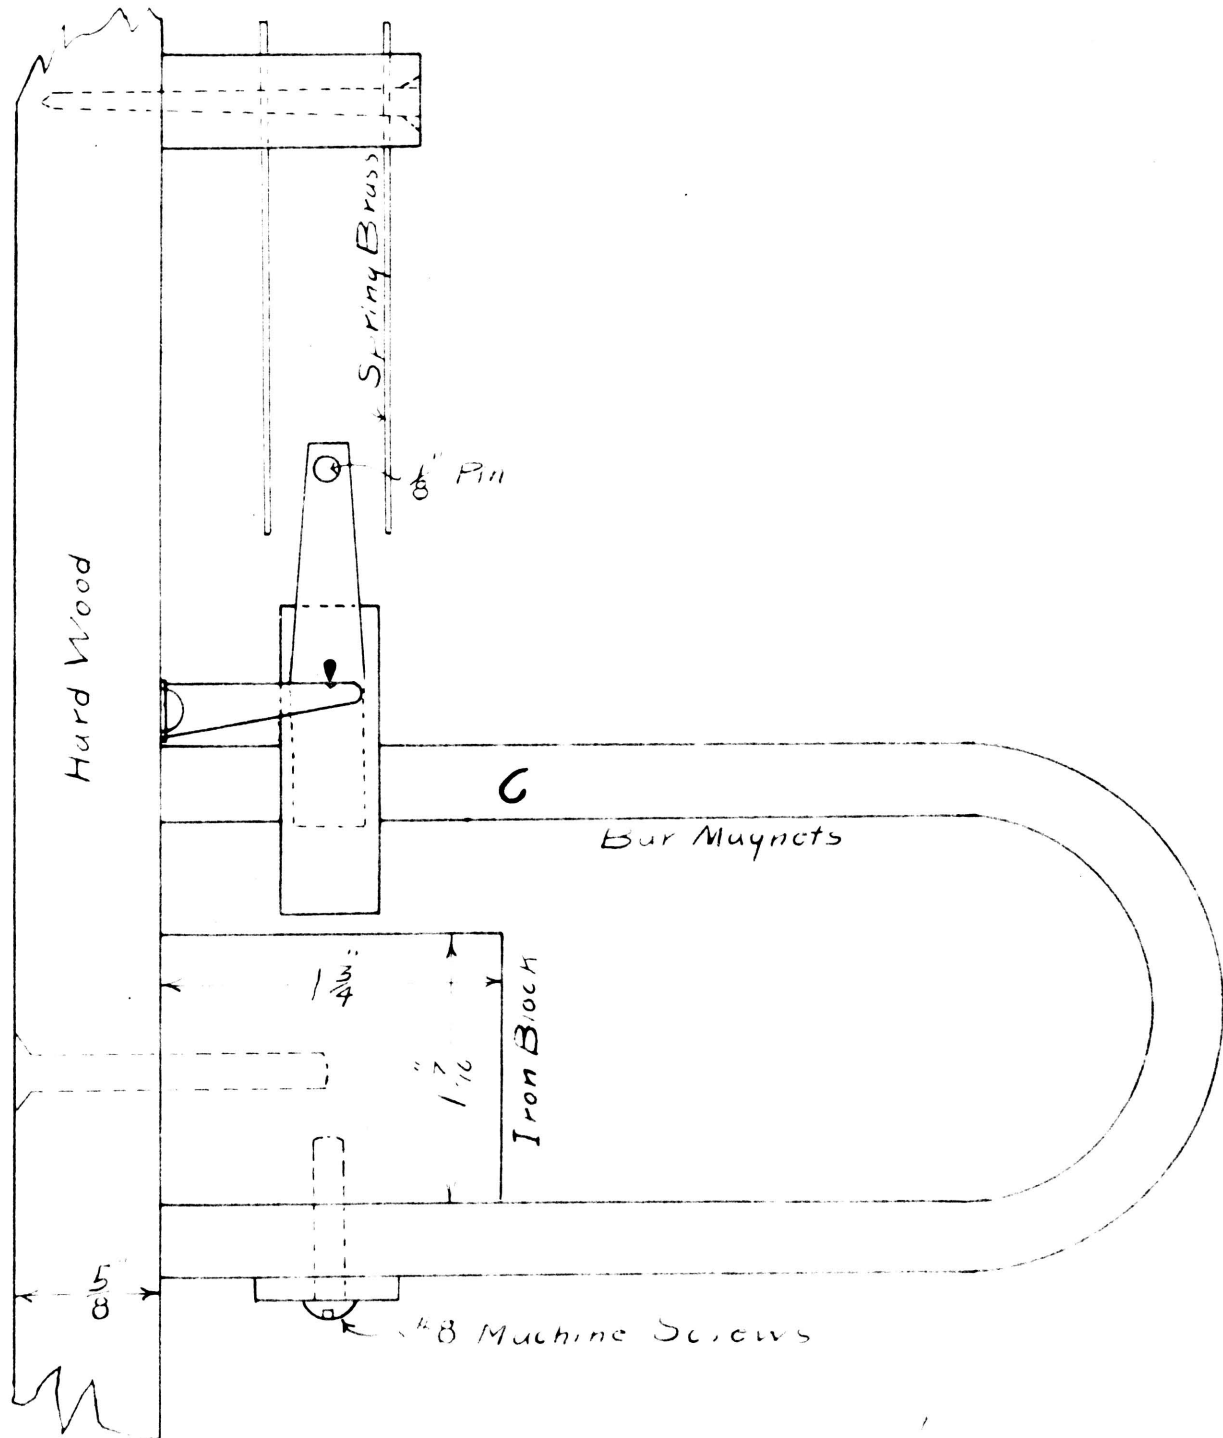 Spring Brass
1/8" Pin
Hard Wood
C
Bar Magnets
1 3/4"
1 7/16"
Iron Block
5/8"
#8 Machine Screws